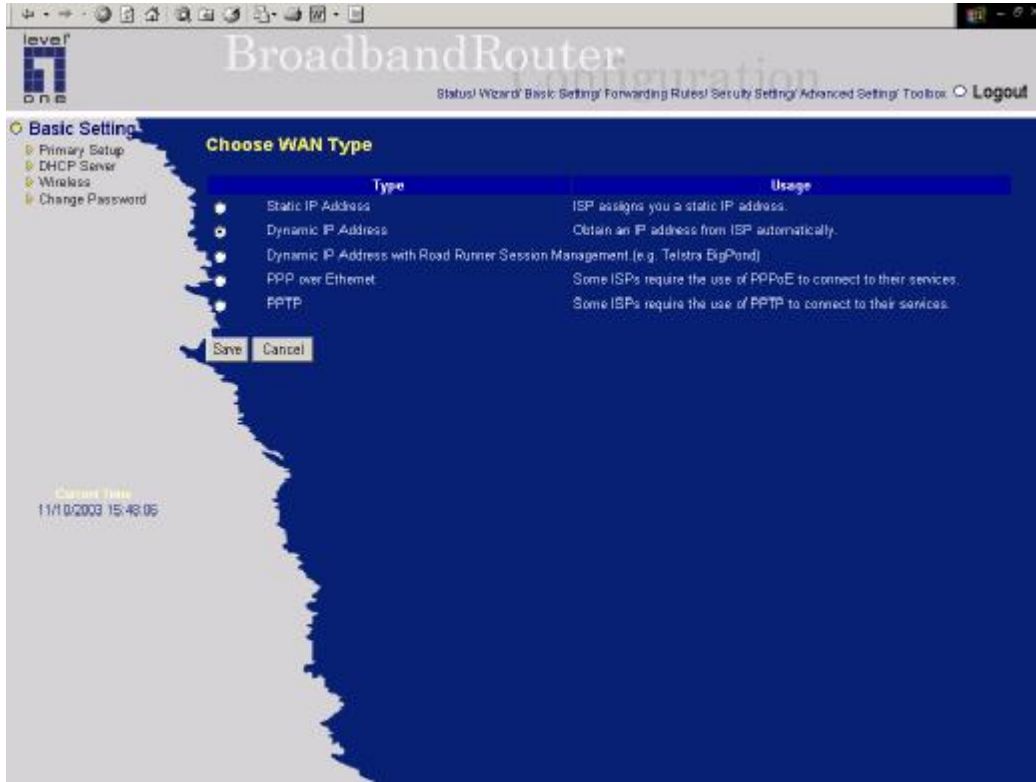 level
one
BroadbandRouter
Configuration
Status/ Wizard/ Basic Setting/ Forwarding Rules/ Secuity Setting/ Advanced Setting/ Toolbox Logout
Basic Setting
Primary Setup
DHCP Server
Wireless
Change Password
Choose WAN Type
Type Usage
Static IP Address ISP assigns you a static IP address.
Dynamic IP Address Obtain an IP address from ISP automatically.
Dynamic IP Address with Road Runner Session Management.(e.g. Telstra BigPond)
PPP over Ethernet Some ISPs require the use of PPPoE to connect to their services.
PPTP Some ISPs require the use of PPTP to connect to their services.
Save Cancel
Current Time
11/10/2003 15:48:06